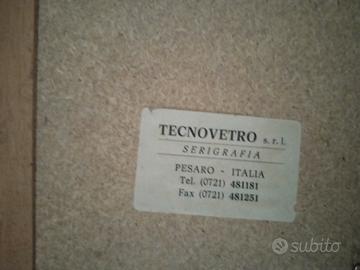 TECNOVETRO s.r.l.
SERIGRAFIA
PESARO - ITALIA
Tel. (0721) 481181
Fax (0721) 481251
subito